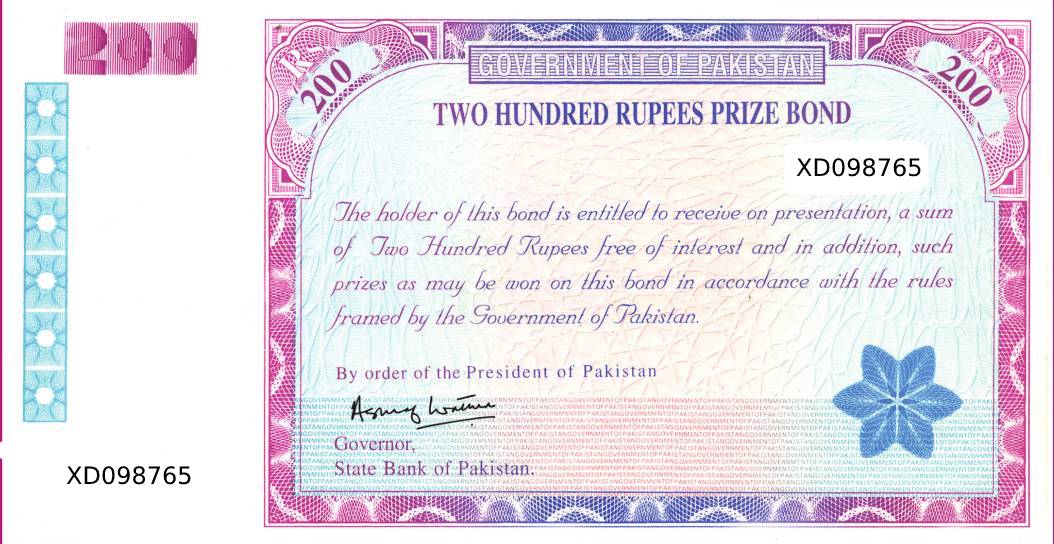 200
Rs
200
GOVERNMENT OF PAKISTAN
Rs
200
TWO HUNDRED RUPEES PRIZE BOND
XD098765
The holder of this bond is entitled to receive on presentation, a sum
of Two Hundred Rupees free of interest and in addition, such
prizes as may be won on this bond in accordance with the rules
framed by the Government of Pakistan.
By order of the President of Pakistan
Governor,
State Bank of Pakistan.
XD098765